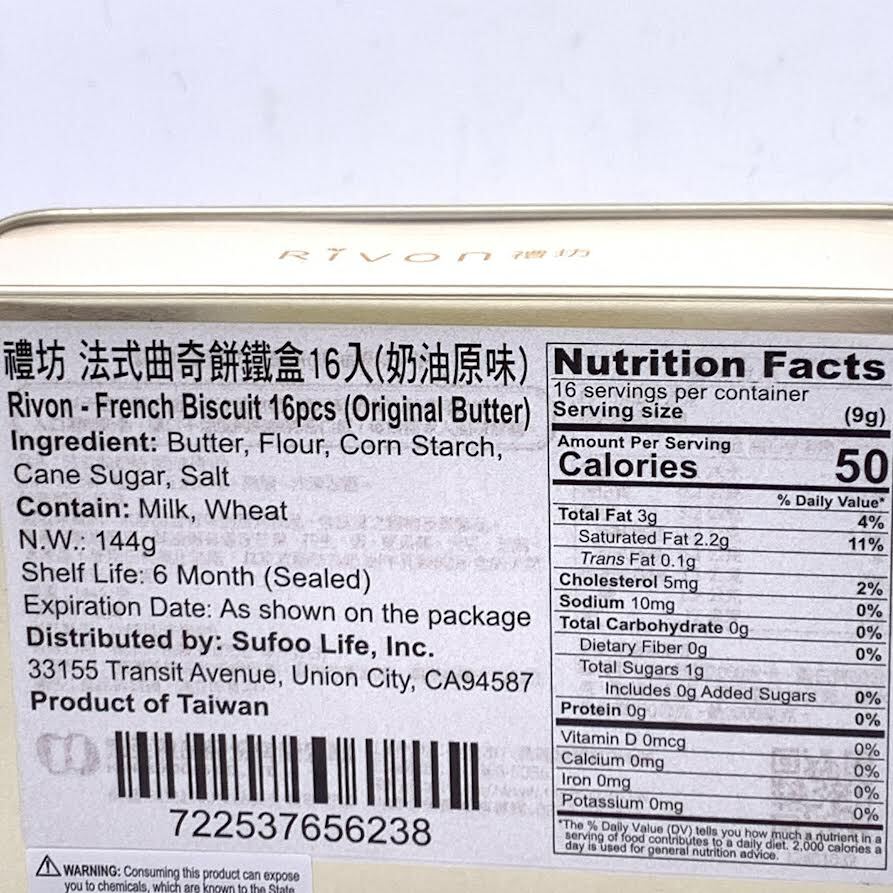 Rivon 禮坊
禮坊 法式曲奇餅鐵盒16入(奶油原味)
Rivon - French Biscuit 16pcs (Original Butter)
Ingredient: Butter, Flour, Corn Starch,
Cane Sugar, Salt
Contain: Milk, Wheat
N.W.: 144g
Shelf Life: 6 Month (Sealed)
Expiration Date: As shown on the package
Distributed by: Sufoo Life, Inc.
33155 Transit Avenue, Union City, CA94587
Product of Taiwan
722537656238
WARNING: Consuming this product can expose
you to chemicals, which are known to the State
Nutrition Facts
16 servings per container
Serving size (9g)
Amount Per Serving
Calories 50
% Daily Value*
Total Fat 3g 4%
Saturated Fat 2.2g 11%
Trans Fat 0.1g
Cholesterol 5mg 2%
Sodium 10mg 0%
Total Carbohydrate 0g 0%
Dietary Fiber 0g 0%
Total Sugars 1g
Includes 0g Added Sugars 0%
Protein 0g 0%
Vitamin D 0mcg 0%
Calcium 0mg 0%
Iron 0mg 0%
Potassium 0mg 0%
*The % Daily Value (DV) tells you how much a nutrient in a
serving of food contributes to a daily diet. 2,000 calories a
day is used for general nutrition advice.